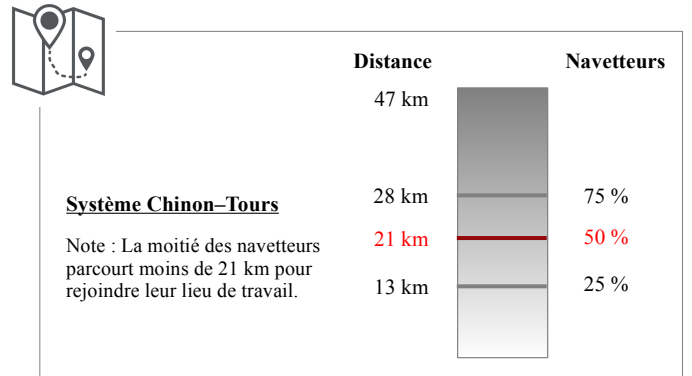 Distance Navetteurs
47 km
28 km 75 %
Système Chinon–Tours
21 km 50 %
Note : La moitié des navetteurs
parcourt moins de 21 km pour
rejoindre leur lieu de travail.
13 km 25 %